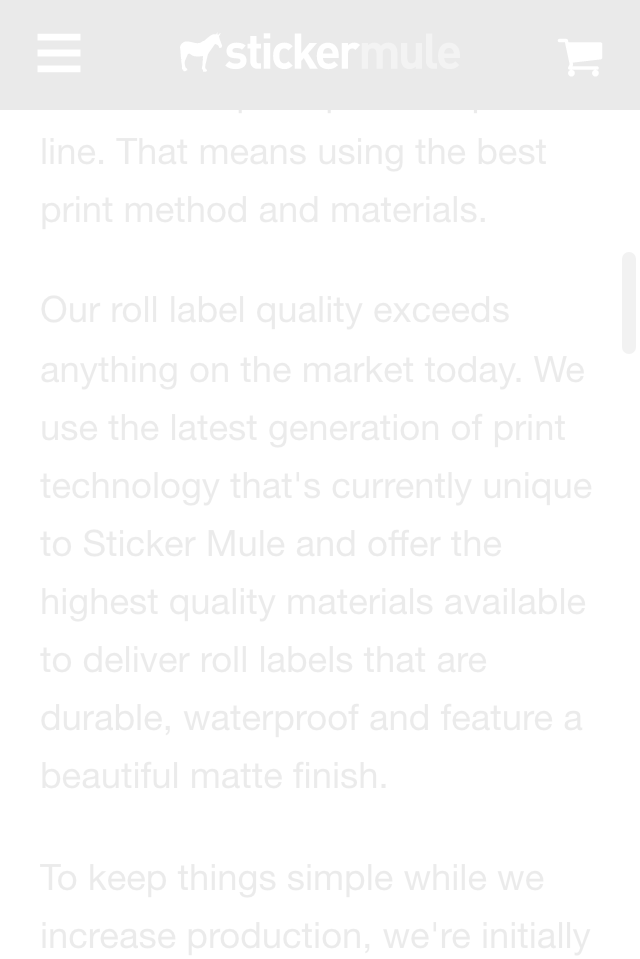 stickermule
line. That means using the best
print method and materials.
Our roll label quality exceeds
anything on the market today. We
use the latest generation of print
technology that's currently unique
to Sticker Mule and offer the
highest quality materials available
to deliver roll labels that are
durable, waterproof and feature a
beautiful matte finish.
To keep things simple while we
increase production, we're initially